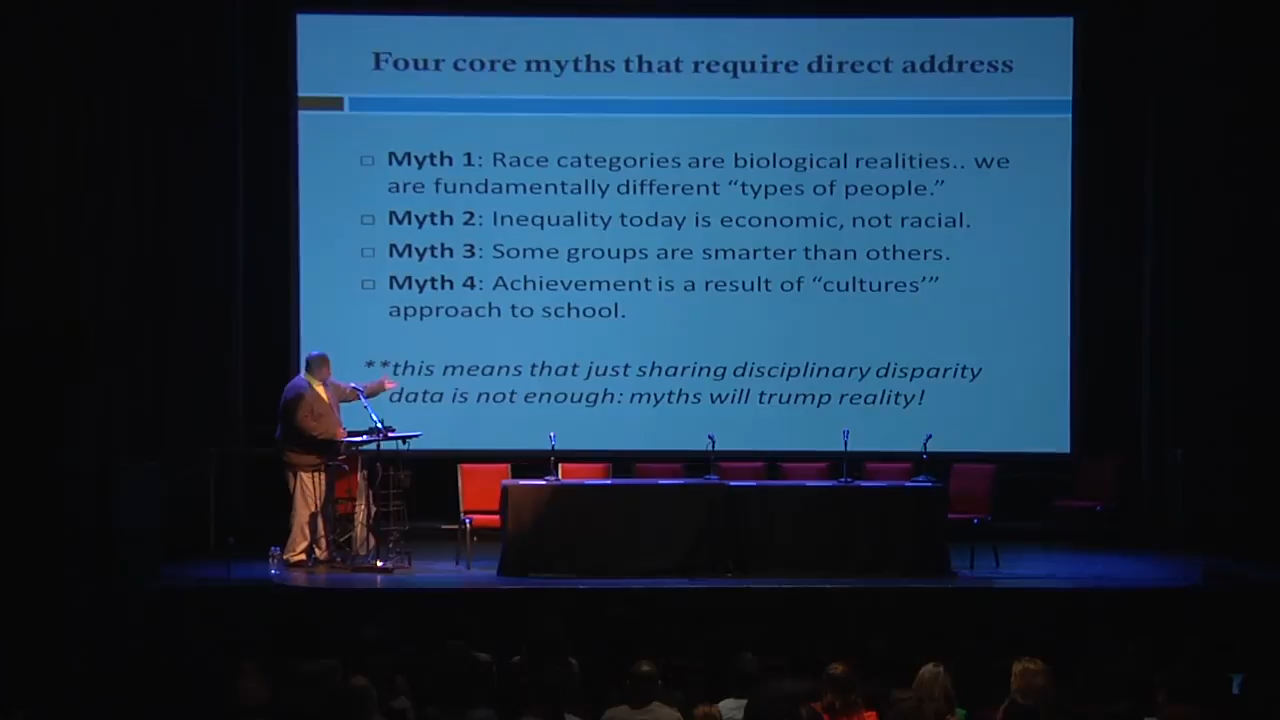 Four core myths that require direct address
Myth 1: Race categories are biological realities.. we
are fundamentally different “types of people.”
Myth 2: Inequality today is economic, not racial.
Myth 3: Some groups are smarter than others.
Myth 4: Achievement is a result of “cultures’”
approach to school.
**this means that just sharing disciplinary disparity
data is not enough: myths will trump reality!